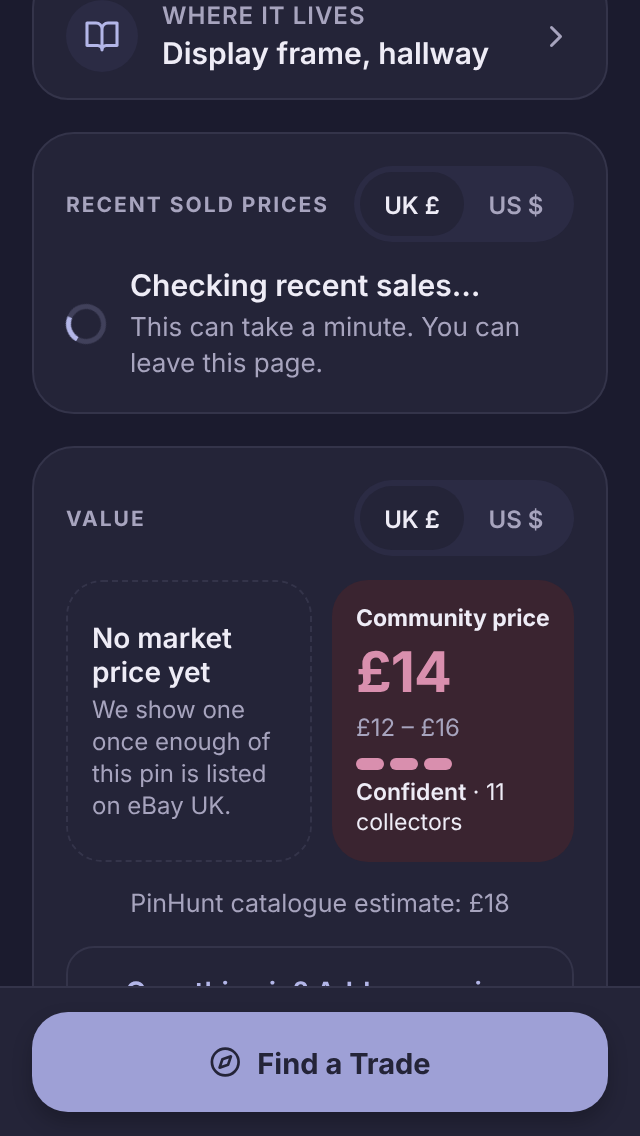 WHERE IT LIVES
Display frame, hallway
RECENT SOLD PRICES
UK £
US $
Checking recent sales…
This can take a minute. You can
leave this page.
VALUE
UK £
US $
No market
price yet
We show one
once enough of
this pin is listed
on eBay UK.
Community price
£14
£12 – £16
Confident · 11
collectors
PinHunt catalogue estimate: £18
Find a Trade